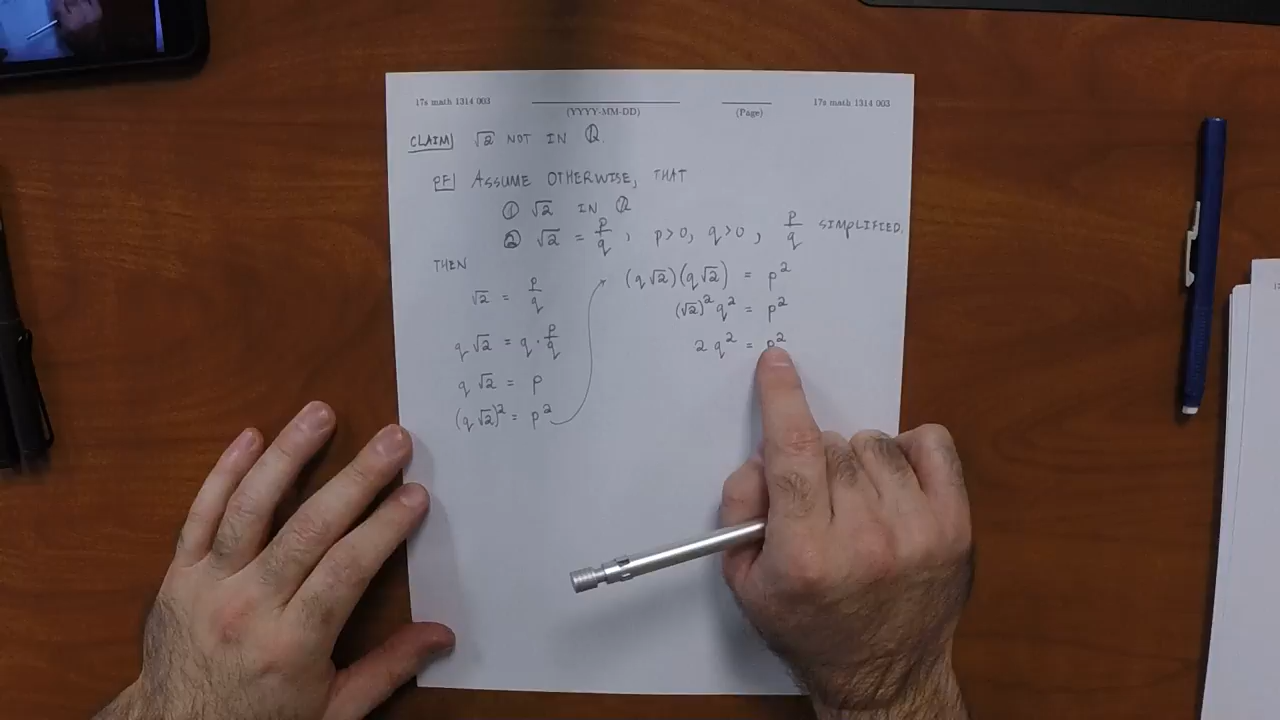 17s math 1314 003 (YYYY-MM-DD) (Page) 17s math 1314 003
CLAIM √2 NOT IN ℚ.
PF ASSUME OTHERWISE, THAT
① √2 IN ℚ
② √2 = p/q, p>0, q>0, p/q SIMPLIFIED.
THEN
√2 = p/q
q√2 = q · p/q
q√2 = p
(q√2)² = p²
(q√2)(q√2) = p²
(√2)² q² = p²
2q² = p²